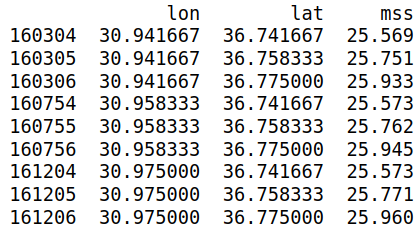 lon lat mss
160304 30.941667 36.741667 25.569
160305 30.941667 36.758333 25.751
160306 30.941667 36.775000 25.933
160754 30.958333 36.741667 25.573
160755 30.958333 36.758333 25.762
160756 30.958333 36.775000 25.945
161204 30.975000 36.741667 25.573
161205 30.975000 36.758333 25.771
161206 30.975000 36.775000 25.960